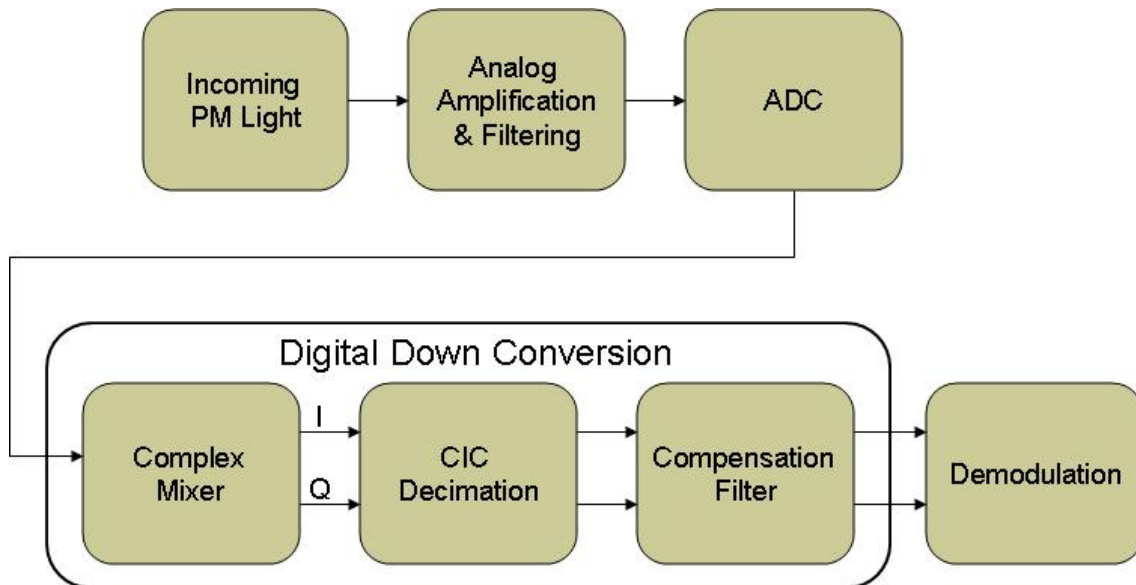 Incoming
PM Light
Analog
Amplification
& Filtering
ADC
Digital Down Conversion
Complex
Mixer
I
Q
CIC
Decimation
Compensation
Filter
Demodulation